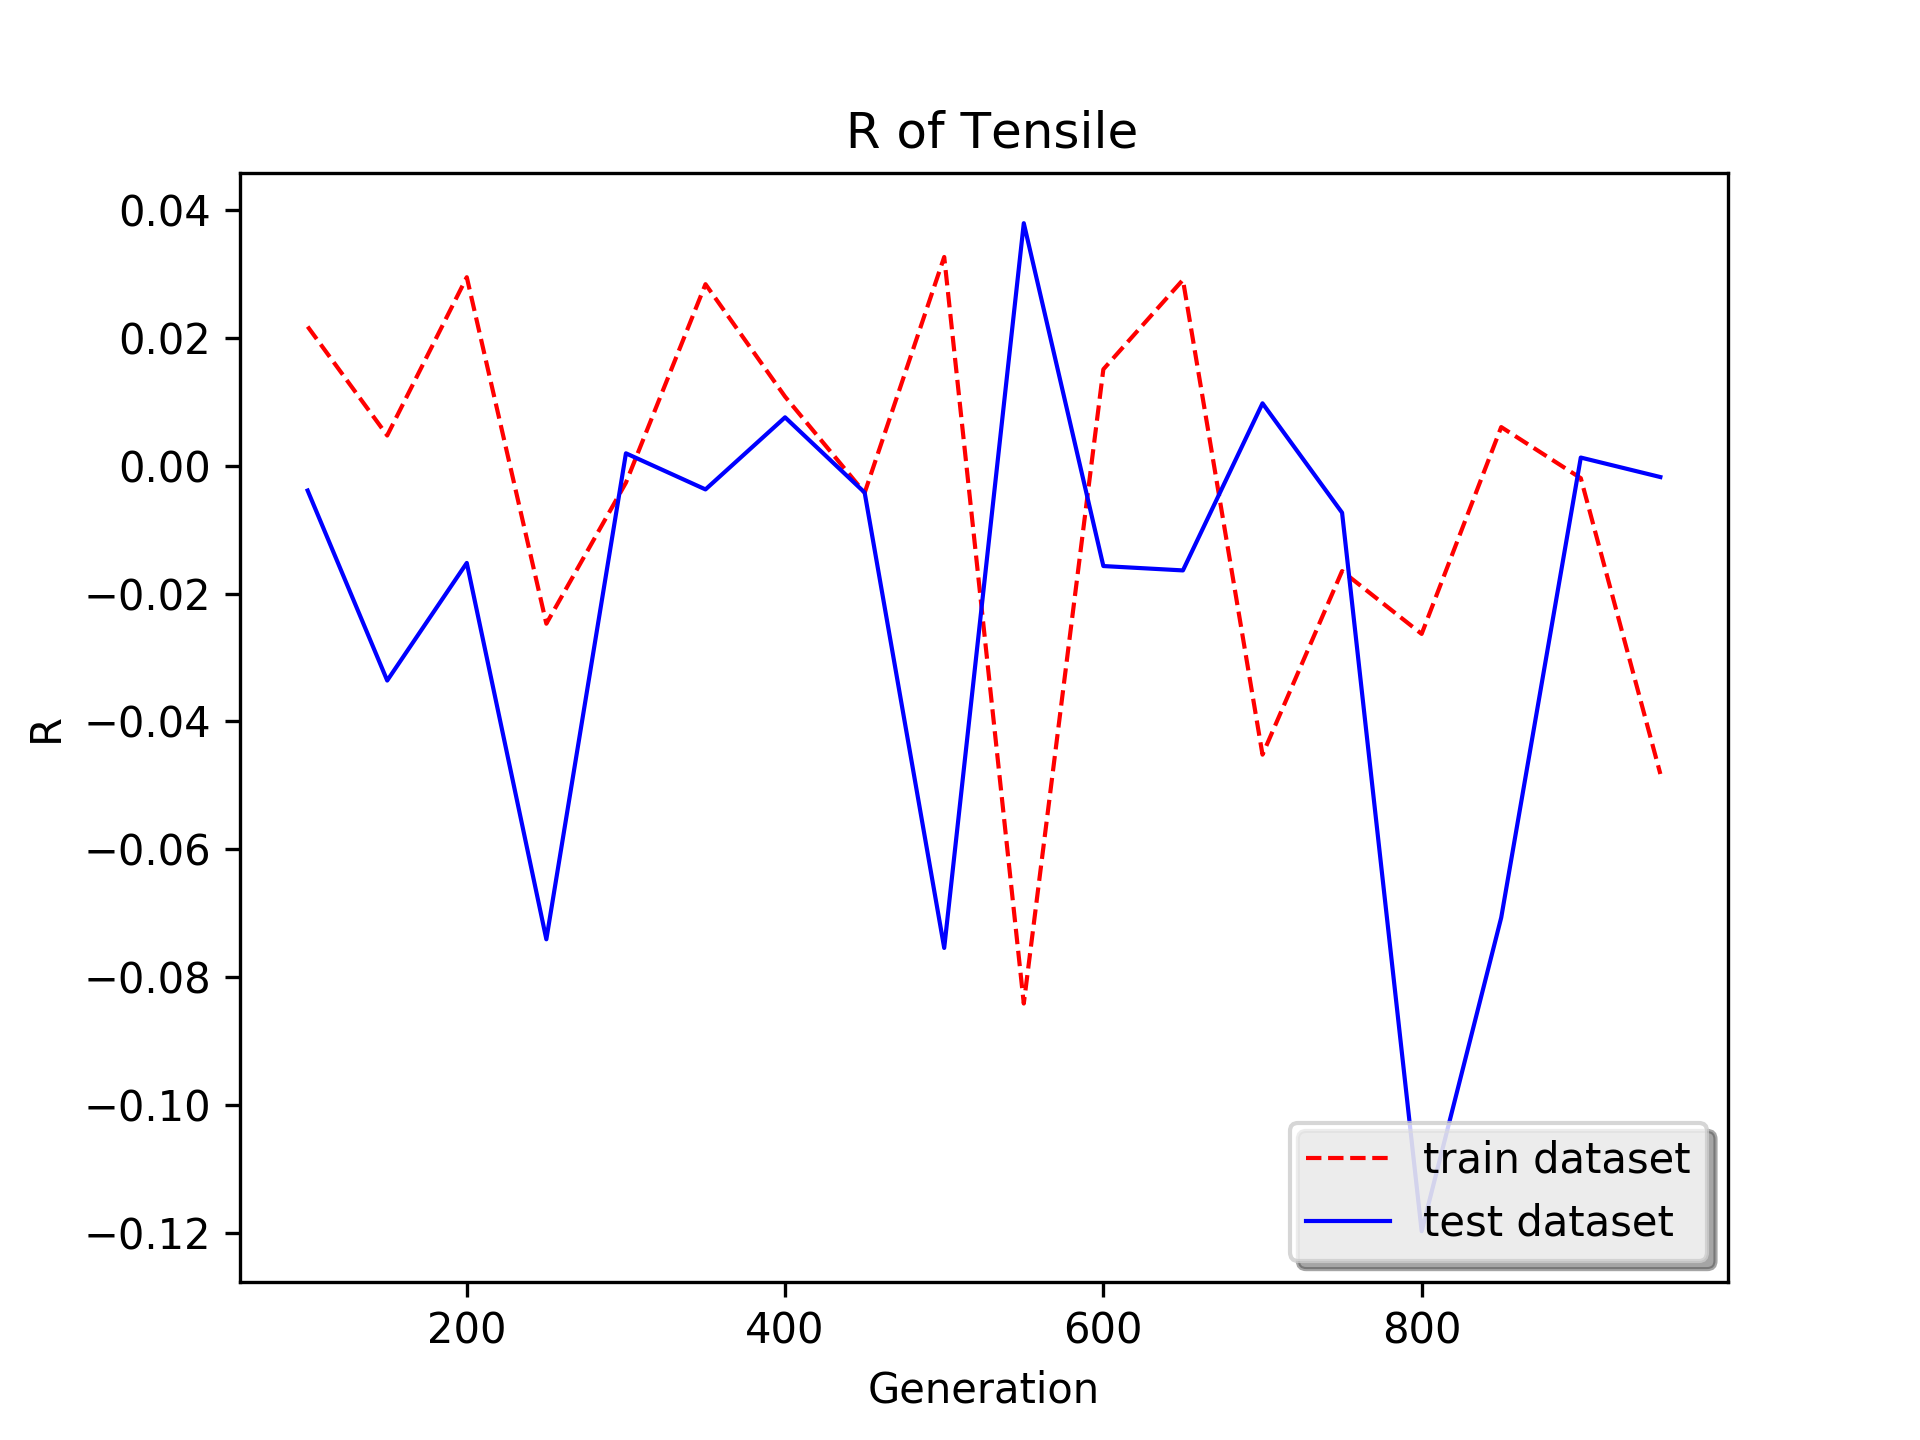 R of Tensile
0.04
0.02
0.00
−0.02
−0.04
−0.06
−0.08
−0.10
−0.12
R
train dataset
test dataset
200 400 600 800
Generation